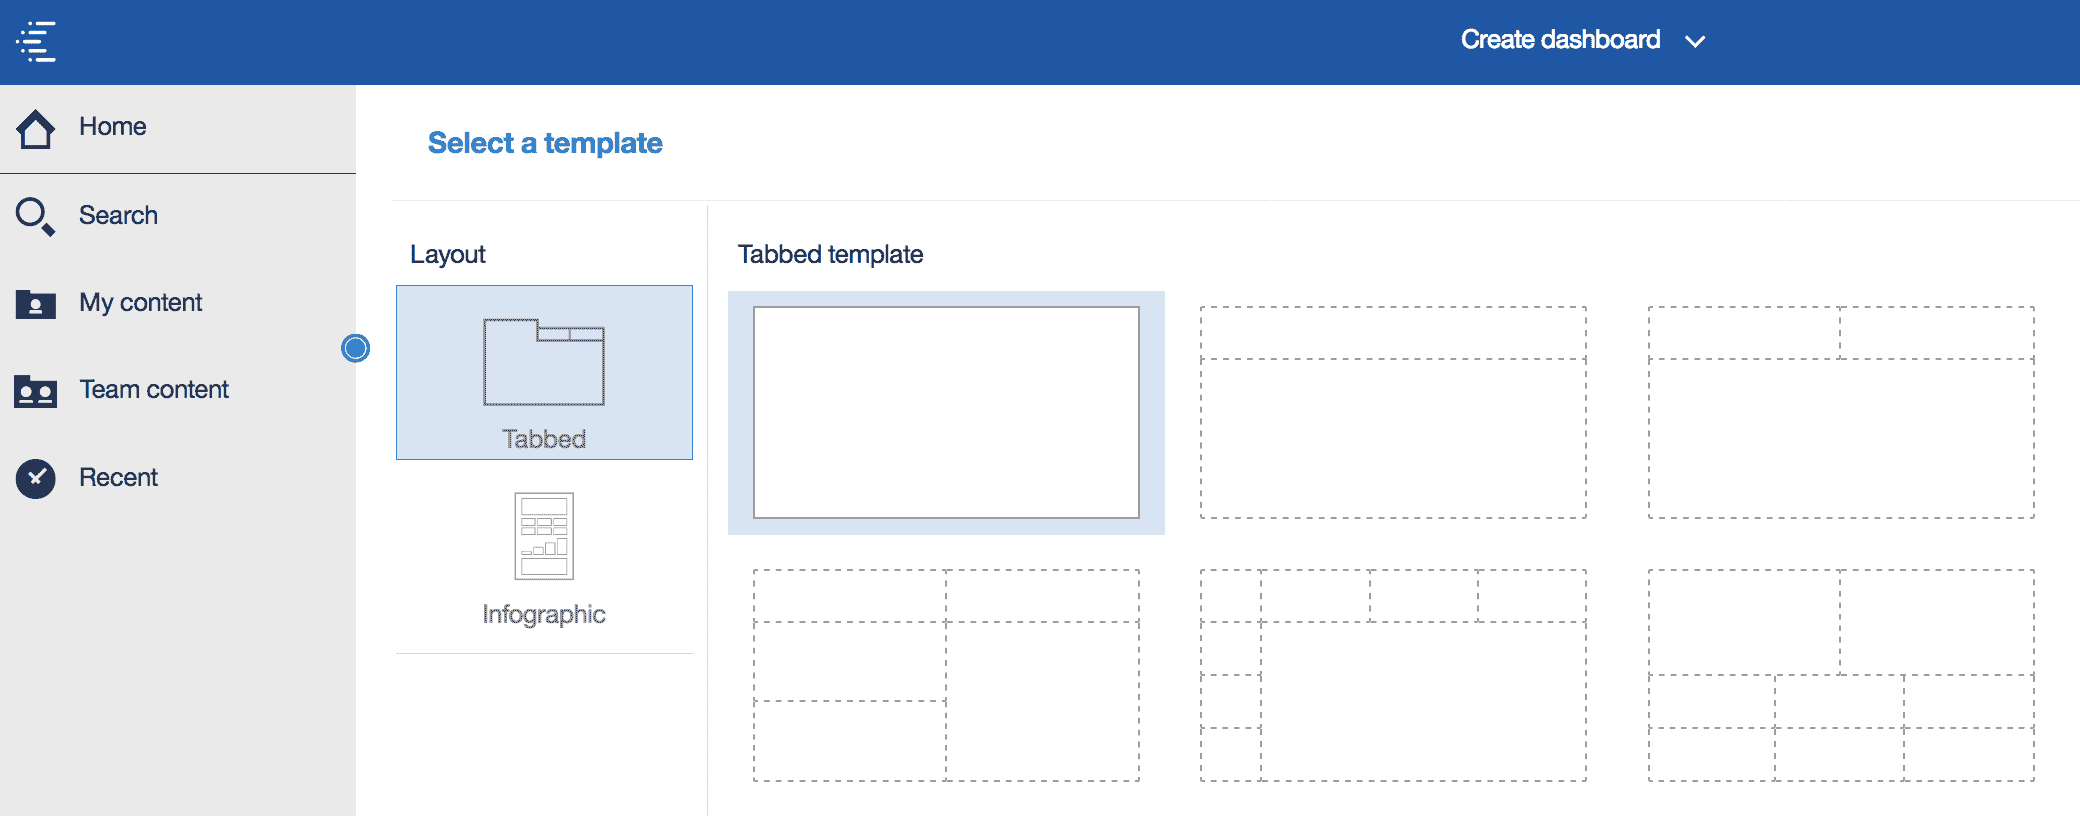 Create dashboard
Home
Search
My content
Team content
Recent
Select a template
Layout
Tabbed
Infographic
Tabbed template